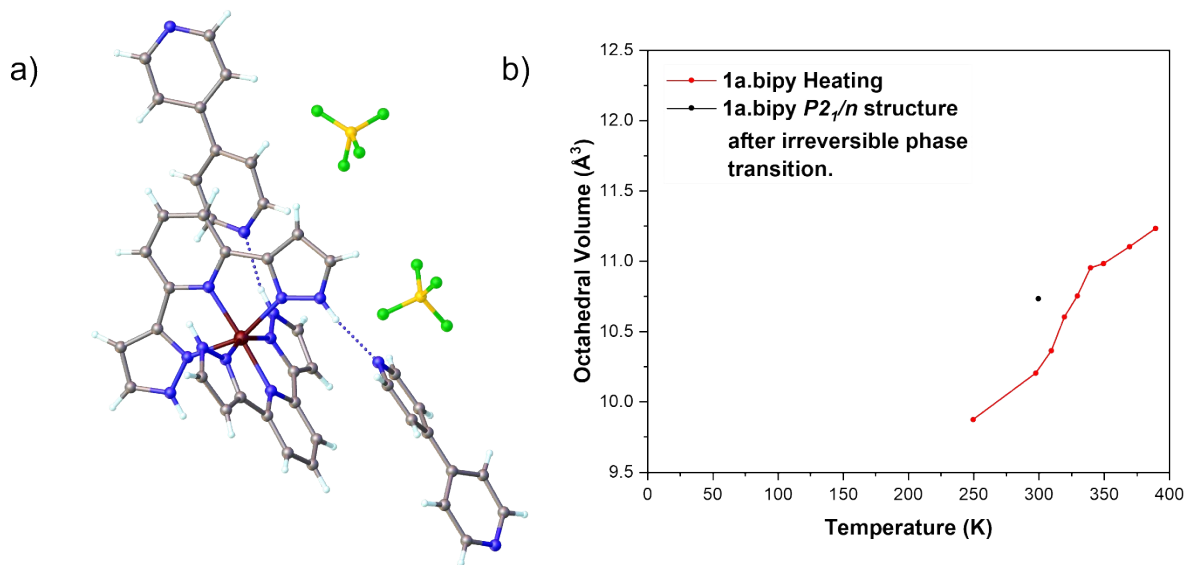 a)
b)
1a.bipy Heating
1a.bipy P2₁/n structure
after irreversible phase
transition.
Octahedral Volume (Å³)
12.5
12.0
11.5
11.0
10.5
10.0
9.5
0 50 100 150 200 250 300 350 400
Temperature (K)